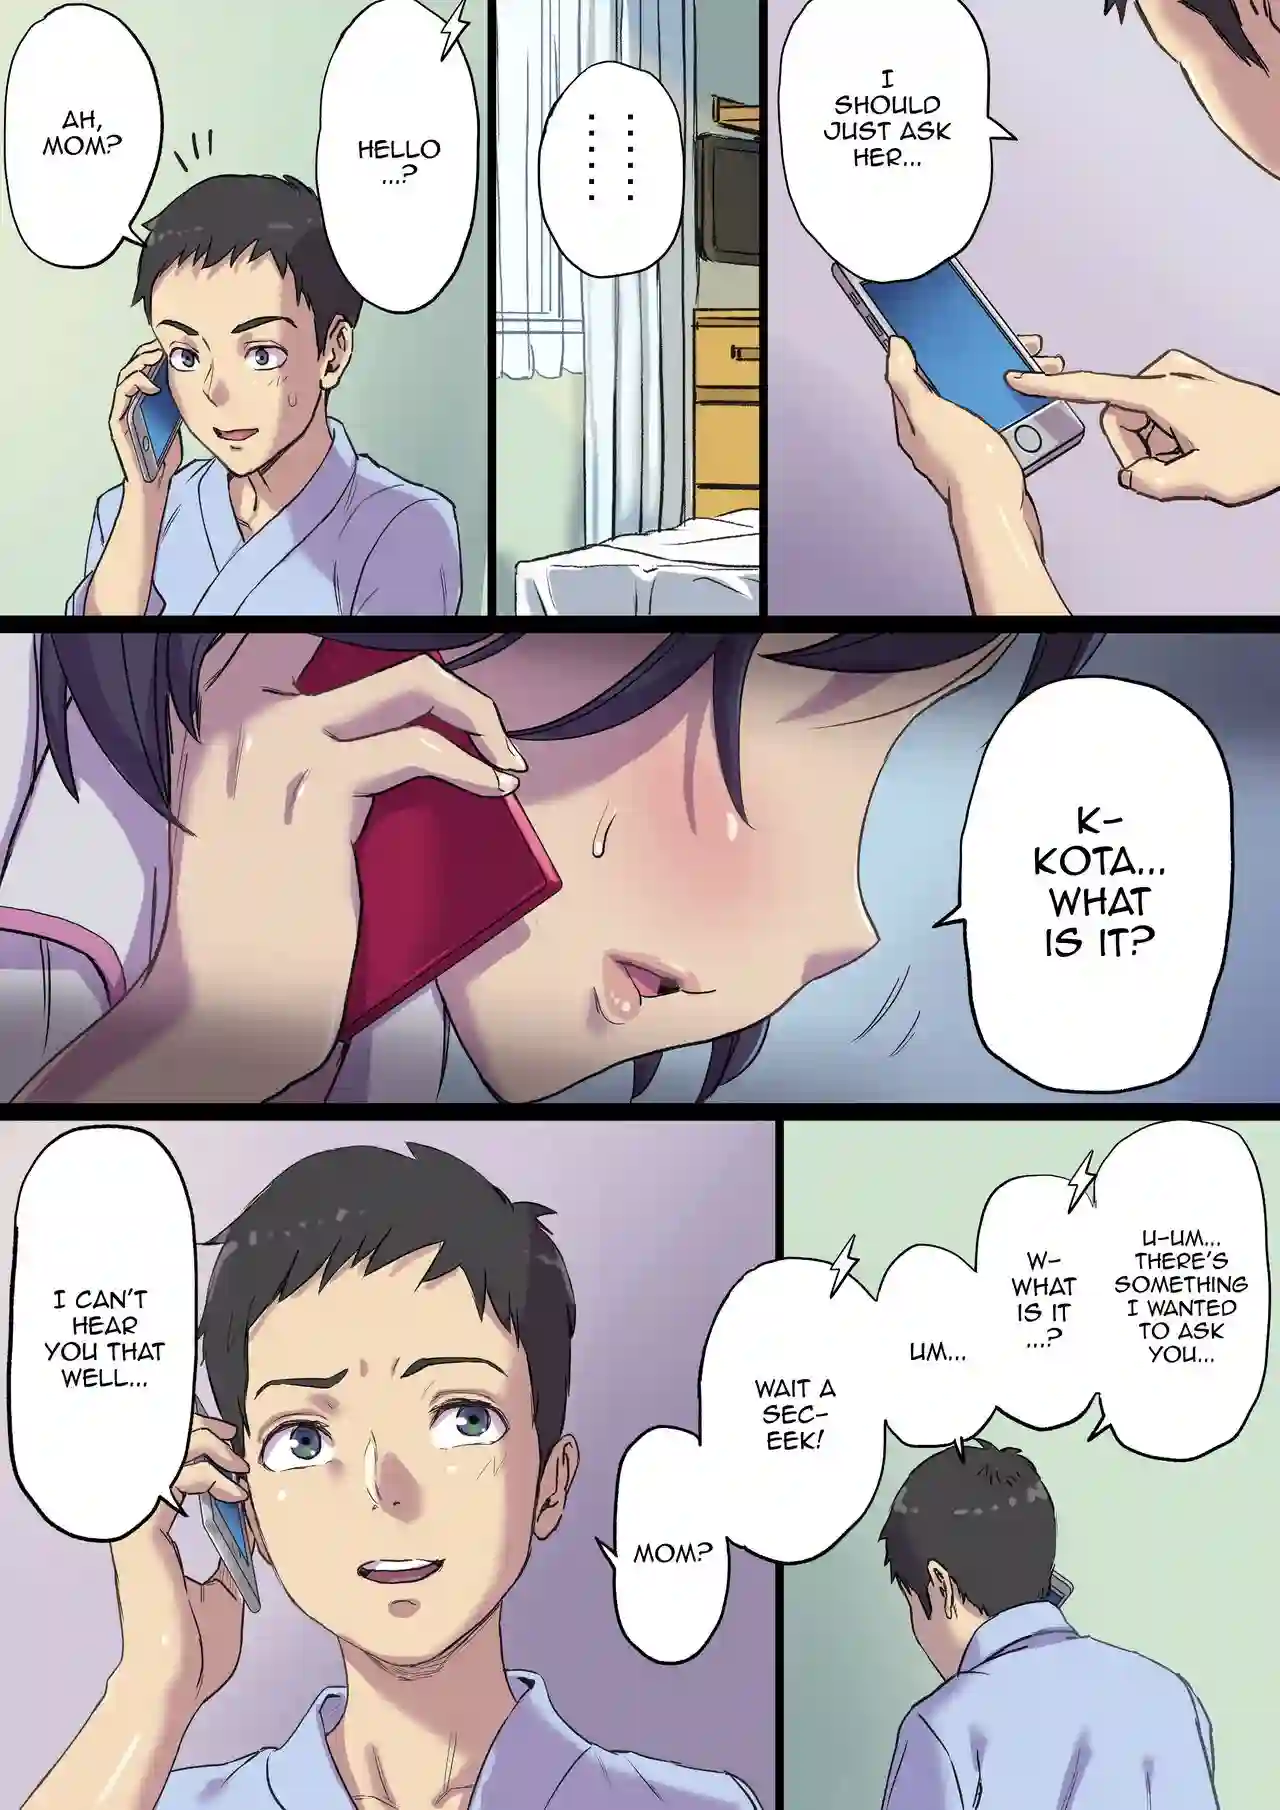 I
SHOULD
JUST ASK
HER...
: : : : : :
HELLO
...?
AH,
MOM?
K-
KOTA...
WHAT
IS IT?
U-UM...
THERE'S
SOMETHING
I WANTED
TO ASK
YOU...
W-
WHAT
IS IT
...?
UM...
WAIT A
SEC-
EEK!
MOM?
I CAN'T
HEAR
YOU THAT
WELL...